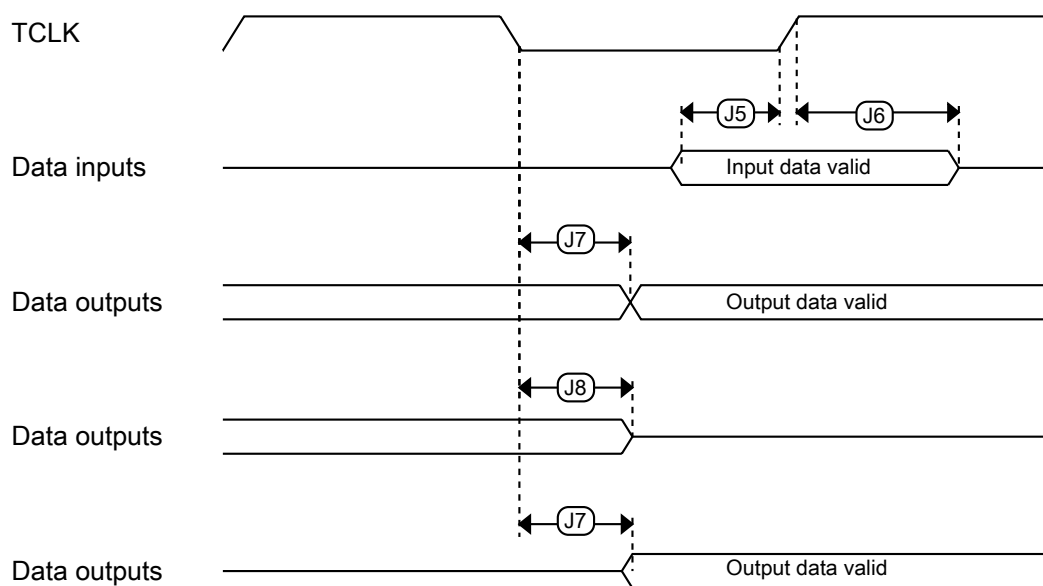 TCLK
J5
J6
Data inputs
Input data valid
J7
Data outputs
Output data valid
J8
Data outputs
J7
Data outputs
Output data valid